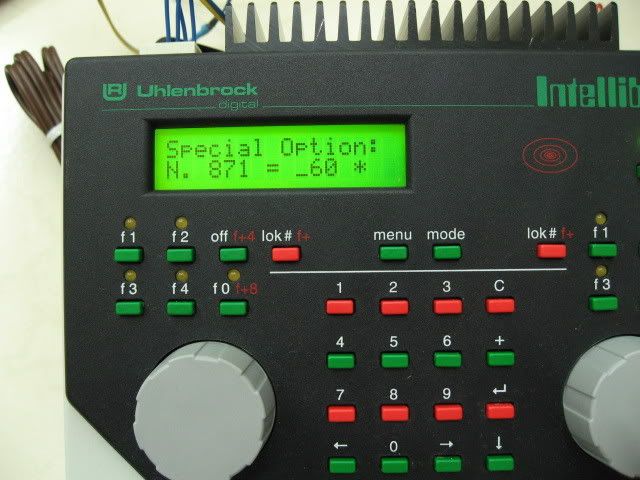 Uhlenbrock
digital
Special Option:
N. 871 = _60 *
f1 f2 off f+4 lok# f+ menu mode lok# f+ f1
f3 f4 f0 f+8 1 2 3 C f3
4 5 6 +
7 8 9 ↵
← 0 → ↓